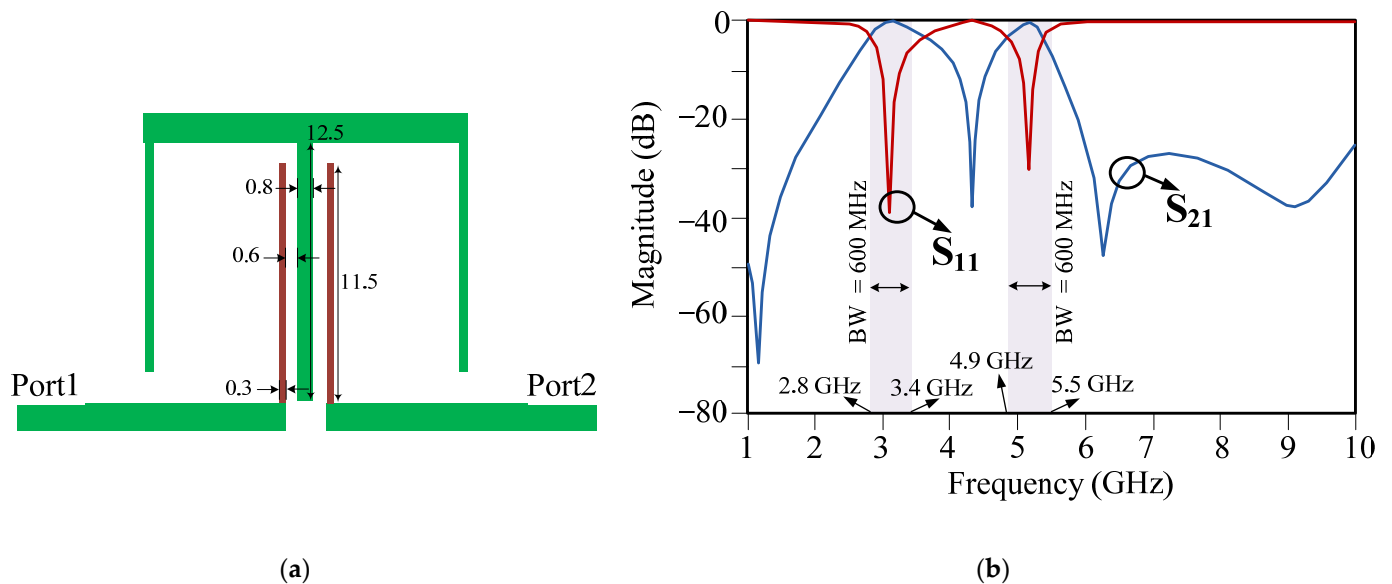 12.5
0.8
0.6
11.5
0.3
Port1
Port2
(a)
Magnitude (dB)
0
−20
−40
−60
−80
S11
S21
BW = 600 MHz
BW = 600 MHz
2.8 GHz
3.4 GHz
4.9 GHz
5.5 GHz
1 2 3 4 5 6 7 8 9 10
Frequency (GHz)
(b)